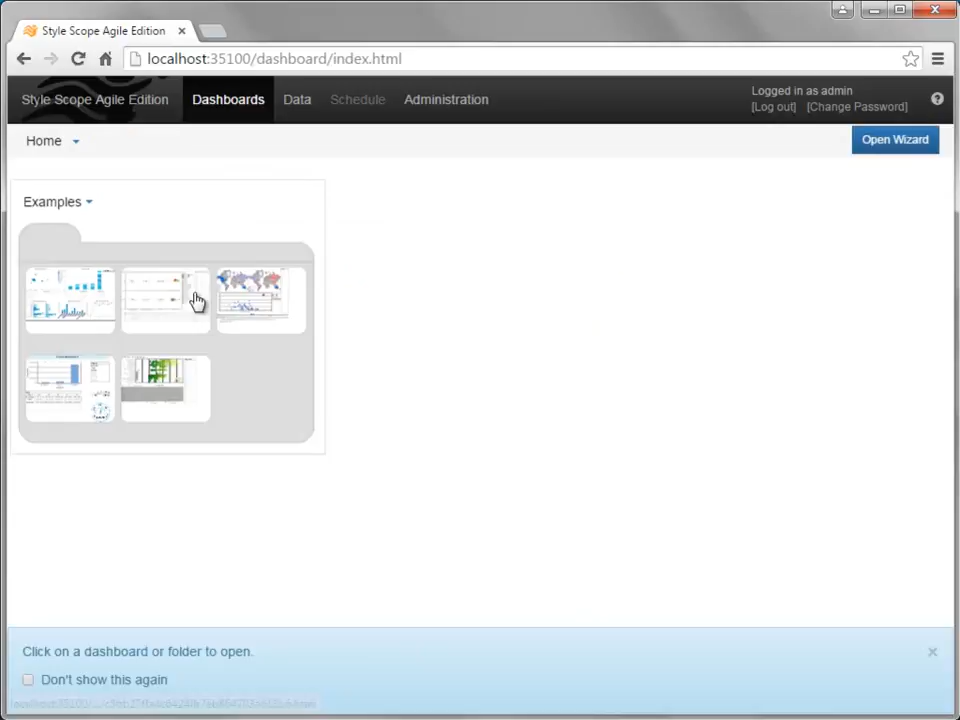 Style Scope Agile Edition
localhost:35100/dashboard/index.html
Style Scope Agile Edition Dashboards Data Schedule Administration
Logged in as admin
[Log out] [Change Password]
Home
Open Wizard
Examples
Click on a dashboard or folder to open.
Don't show this again